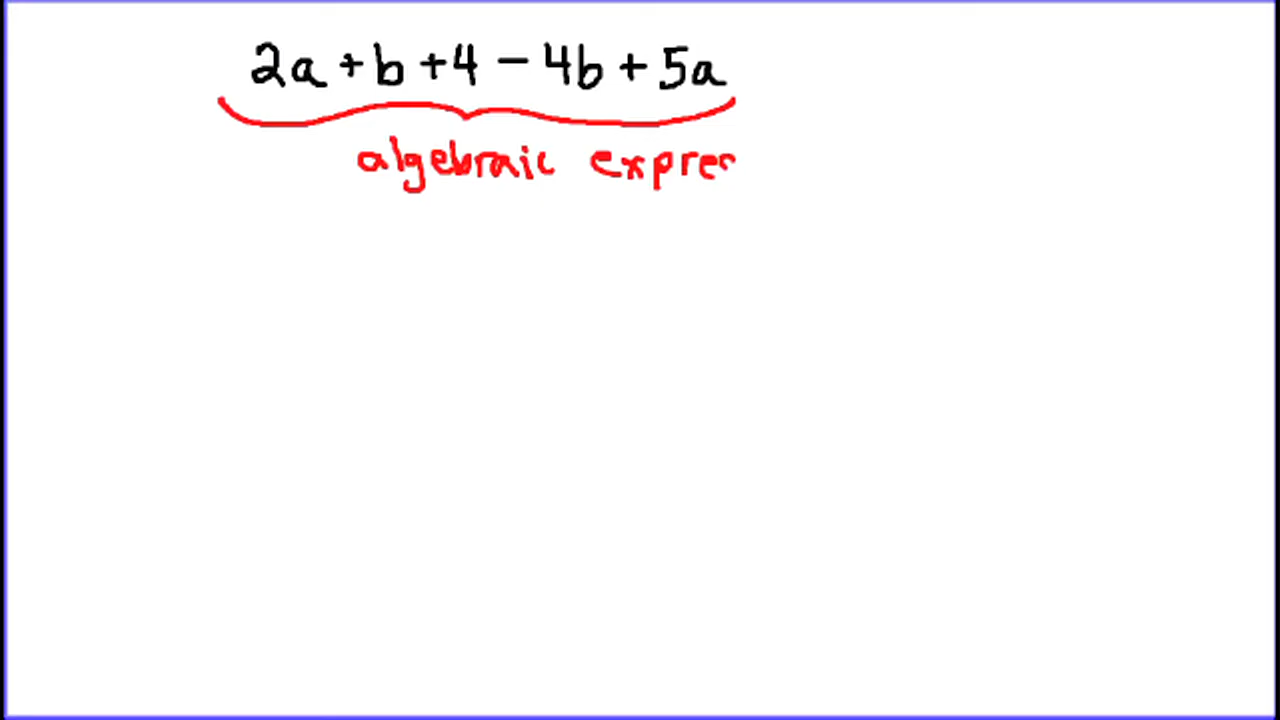 2a + b + 4 - 4b + 5a
algebraic expres